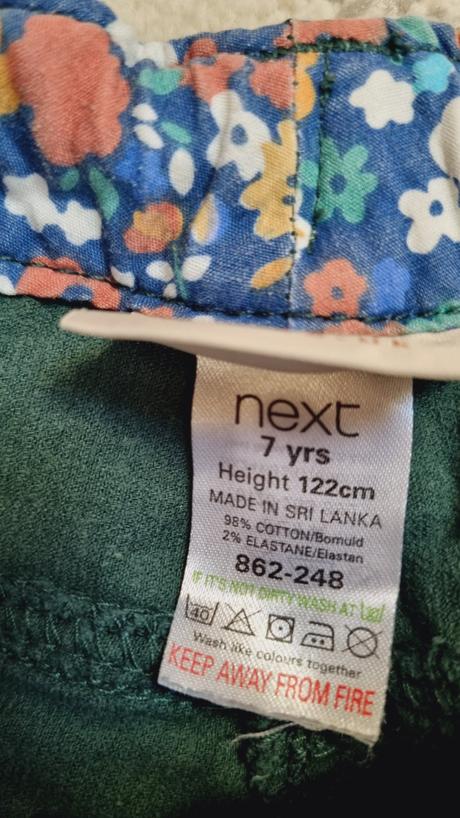 next
7 yrs
Height 122cm
MADE IN SRI LANKA
98% COTTON/Bomuld
2% ELASTANE/Elastan
862-248
IF IT'S NOT DIRTY WASH AT
40
Wash like colours together
KEEP AWAY FROM FIRE